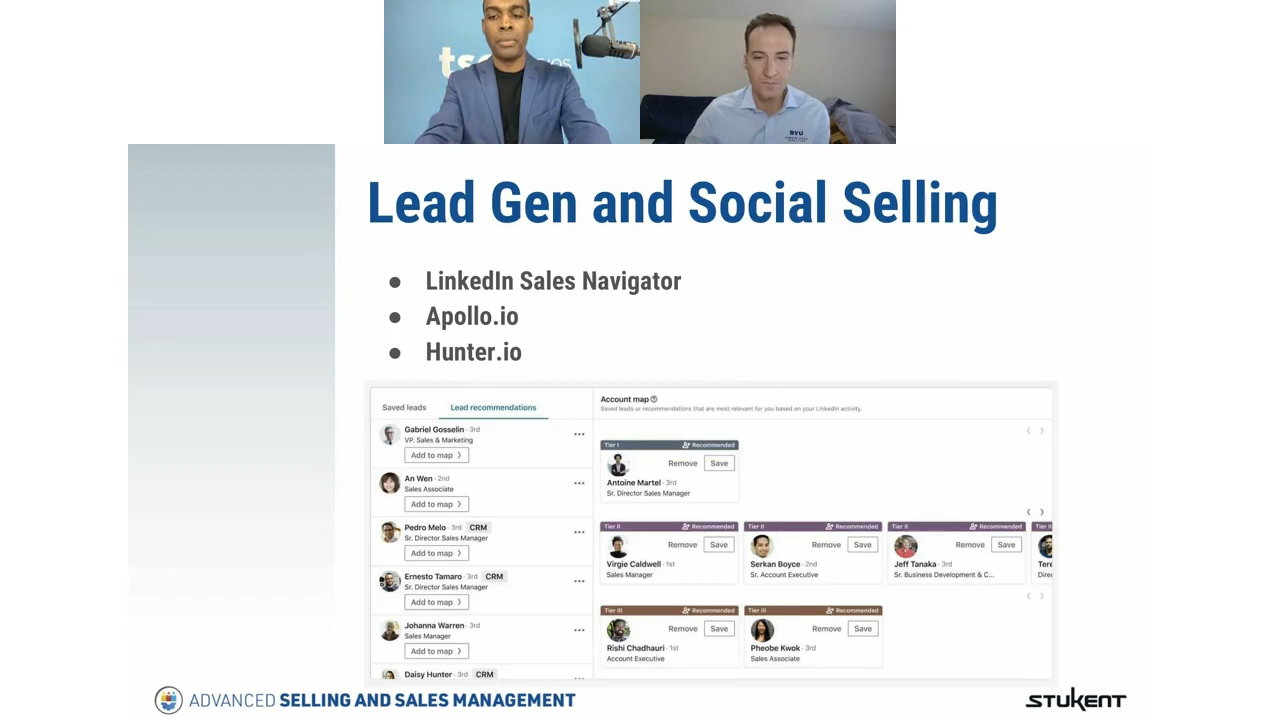 BYU
Lead Gen and Social Selling
● LinkedIn Sales Navigator
● Apollo.io
● Hunter.io
Saved leads Lead recommendations
Gabriel Gosselin · 3rd
VP. Sales & Marketing
Add to map
An Wen · 2nd
Sales Associate
Add to map
Pedro Melo · 3rd CRM
Sr. Director Sales Manager
Add to map
Ernesto Tamaro · 3rd CRM
Sr. Director Sales Manager
Add to map
Johanna Warren · 3rd
Sales Manager
Add to map
Daisy Hunter · 3rd CRM
Account map
Saved leads or recommendations that are most relevant for you based on your LinkedIn activity.
Tier I Recommended
Remove Save
Antoine Martel · 3rd
Sr. Director Sales Manager
Tier II Recommended Tier II Recommended Tier II Recommended Tier II
Remove Save Remove Save Remove Save
Virgie Caldwell · 1st Serkan Boyce · 2nd Jeff Tanaka · 3rd
Sales Manager Sr. Account Executive Sr. Business Development & C...
Tier III Recommended Tier III Recommended
Remove Save Remove Save
Rishi Chadhauri · 1st Pheobe Kwok · 3rd
Account Executive Sales Associate
ADVANCED SELLING AND SALES MANAGEMENT
STUKENT